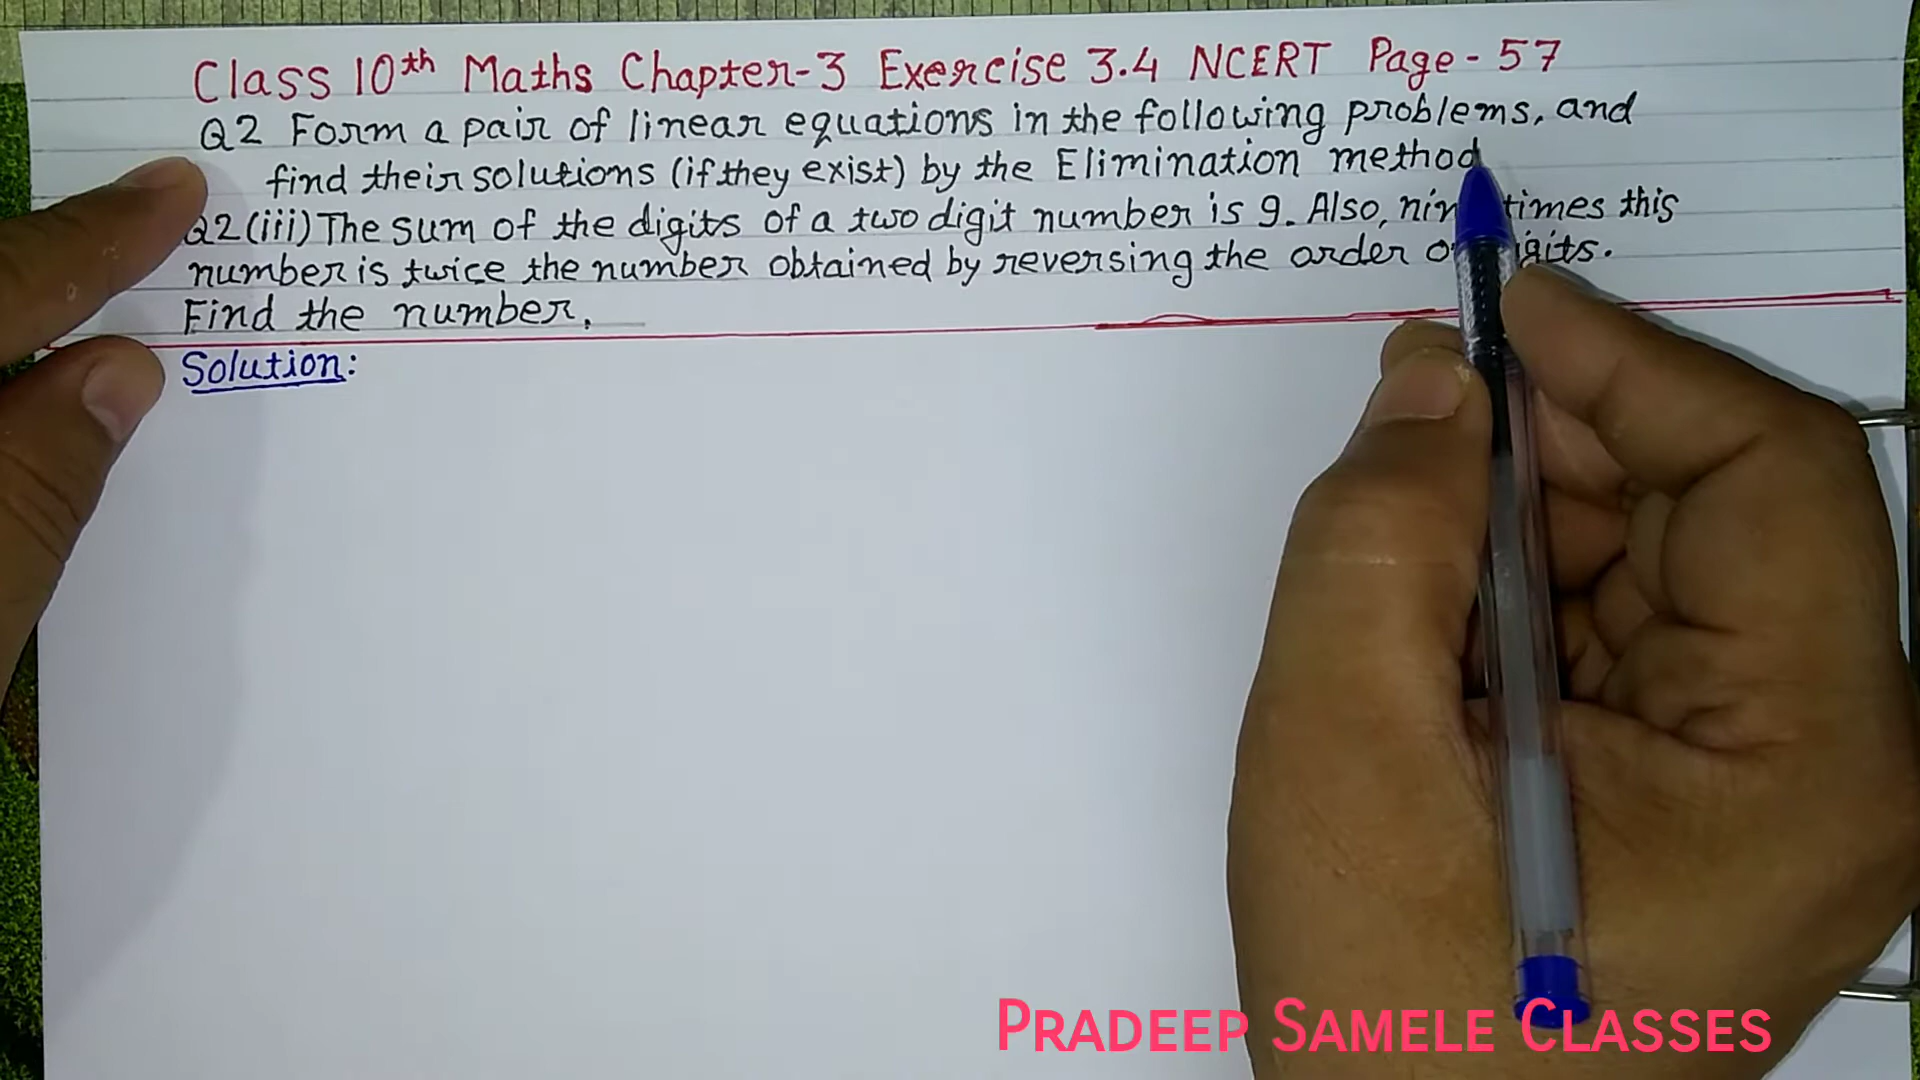 Class 10th Maths Chapter-3 Exercise 3.4 NCERT Page-57
Q2 Form a pair of linear equations in the following problems, and
find their solutions (if they exist) by the Elimination method
Q2(iii) The sum of the digits of a two digit number is 9. Also, times this
number is twice the number obtained by reversing the order
Find the number.
Solution:
PRADEEP SAMELE CLASSES